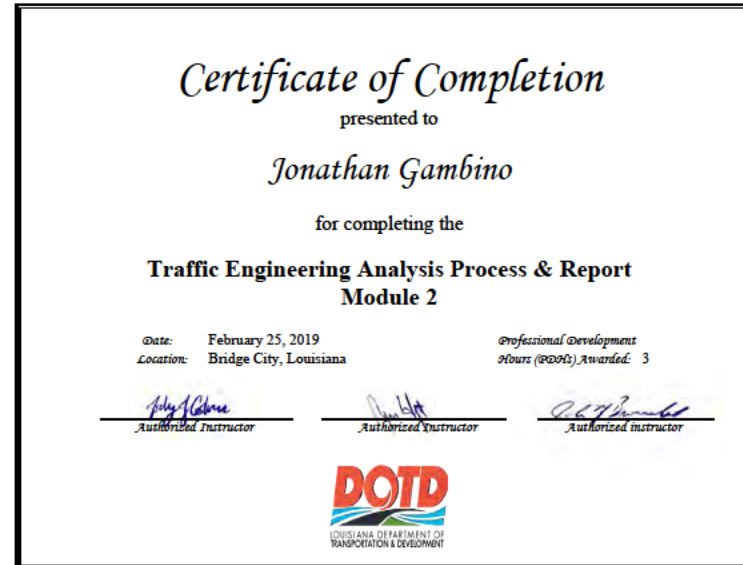 Certificate of Completion
presented to
Jonathan Gambino
for completing the
Traffic Engineering Analysis Process & Report
Module 2
Date: February 25, 2019
Location: Bridge City, Louisiana
Professional Development
Hours (PDHs) Awarded: 3
Authorized Instructor
Authorized Instructor
Authorized instructor
DOTD
LOUISIANA DEPARTMENT OF
TRANSPORTATION & DEVELOPMENT